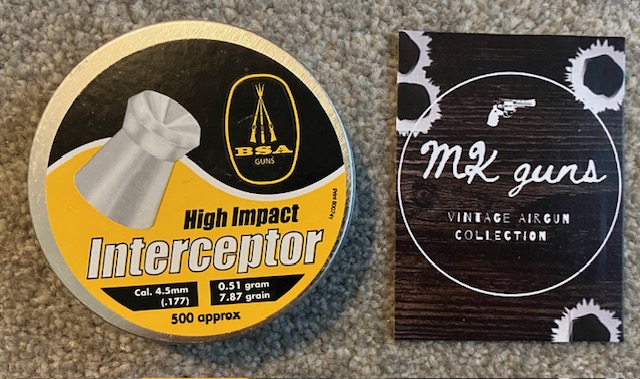 BSA
GUNS
High Impact
Interceptor
Cal. 4.5mm
(.177)
0.51 gram
7.87 grain
500 approx
MK guns
VINTAGE AIRGUN
COLLECTION